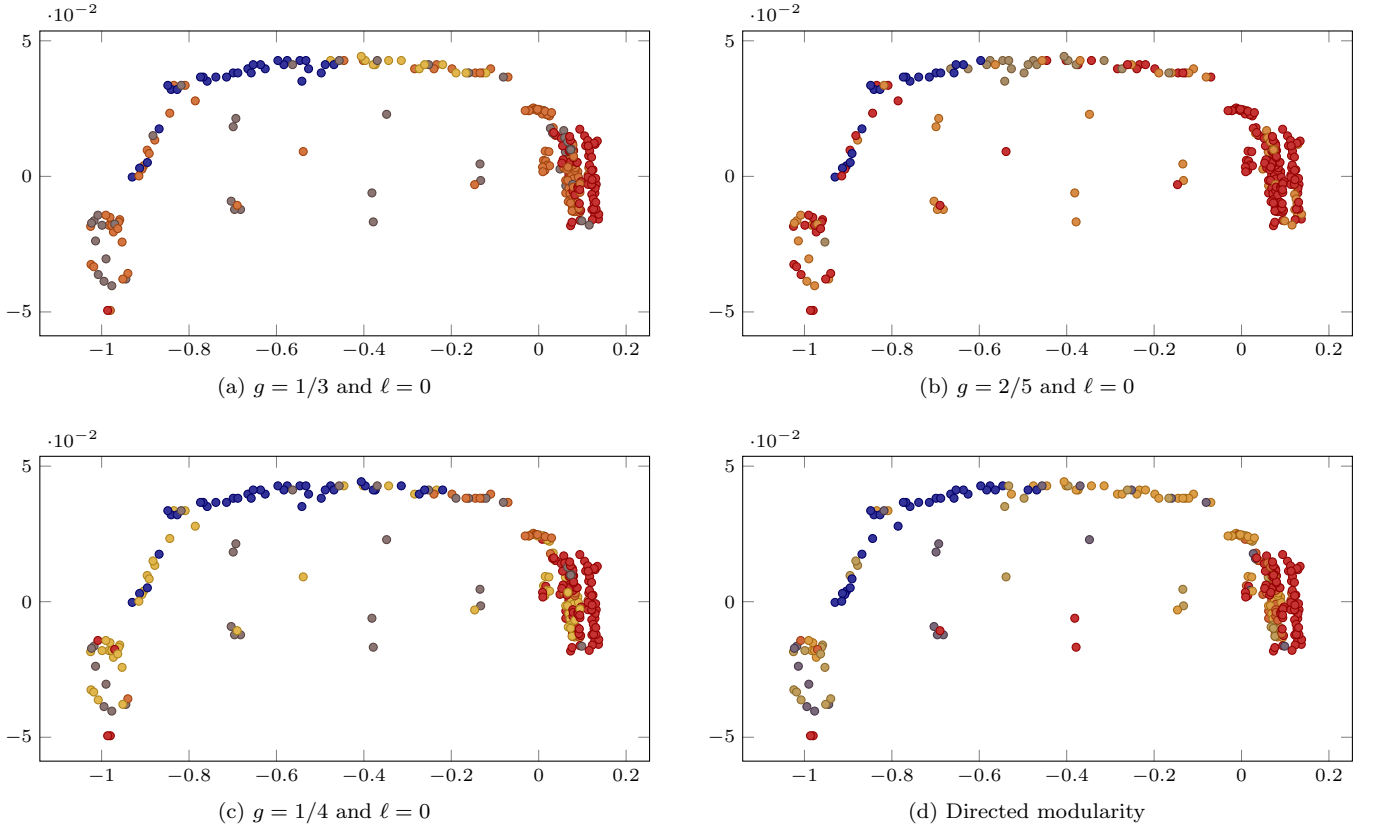 ·10⁻² ·10⁻²
5 5
0 0
−5 −5
−1 −0.8 −0.6 −0.4 −0.2 0 0.2 −1 −0.8 −0.6 −0.4 −0.2 0 0.2
(a) g = 1/3 and ℓ = 0 (b) g = 2/5 and ℓ = 0
·10⁻² ·10⁻²
5 5
0 0
−5 −5
−1 −0.8 −0.6 −0.4 −0.2 0 0.2 −1 −0.8 −0.6 −0.4 −0.2 0 0.2
(c) g = 1/4 and ℓ = 0 (d) Directed modularity